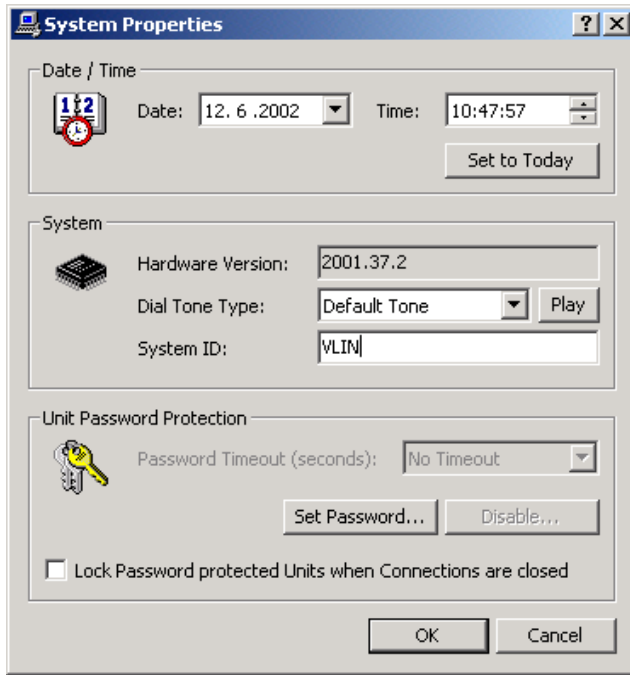 System Properties
Date / Time
Date: 12. 6 .2002 Time: 10:47:57
Set to Today
System
Hardware Version: 2001.37.2
Dial Tone Type: Default Tone Play
System ID: VLIN
Unit Password Protection
Password Timeout (seconds): No Timeout
Set Password... Disable...
Lock Password protected Units when Connections are closed
OK Cancel